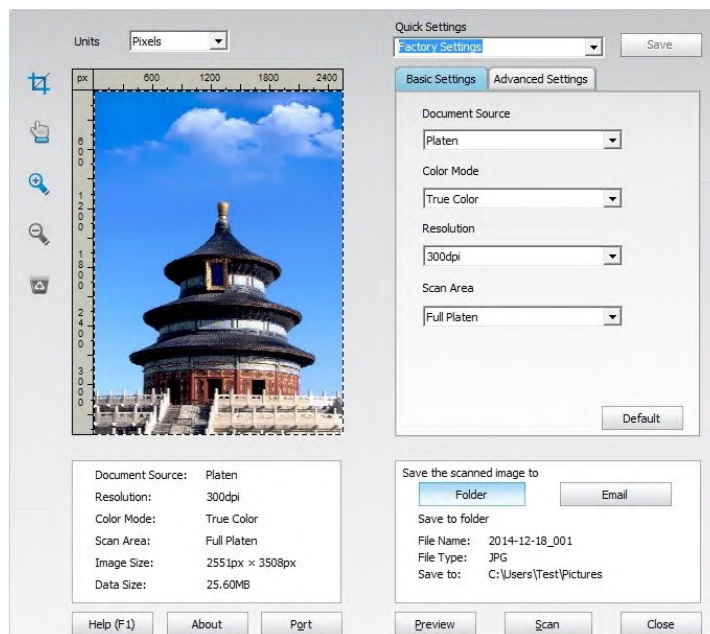 Quick Settings
Units Pixels
Factory Settings Save
px 600 1200 1800 2400
Basic Settings Advanced Settings
600
1200
1800
2400
3000
Document Source
Platen
Color Mode
True Color
Resolution
300dpi
Scan Area
Full Platen
Default
Document Source: Platen
Resolution: 300dpi
Color Mode: True Color
Scan Area: Full Platen
Image Size: 2551px × 3508px
Data Size: 25.60MB
Save the scanned image to
Folder Email
Save to folder
File Name: 2014-12-18_001
File Type: JPG
Save to: C:\Users\Test\Pictures
Help (F1) About Port
Preview Scan Close